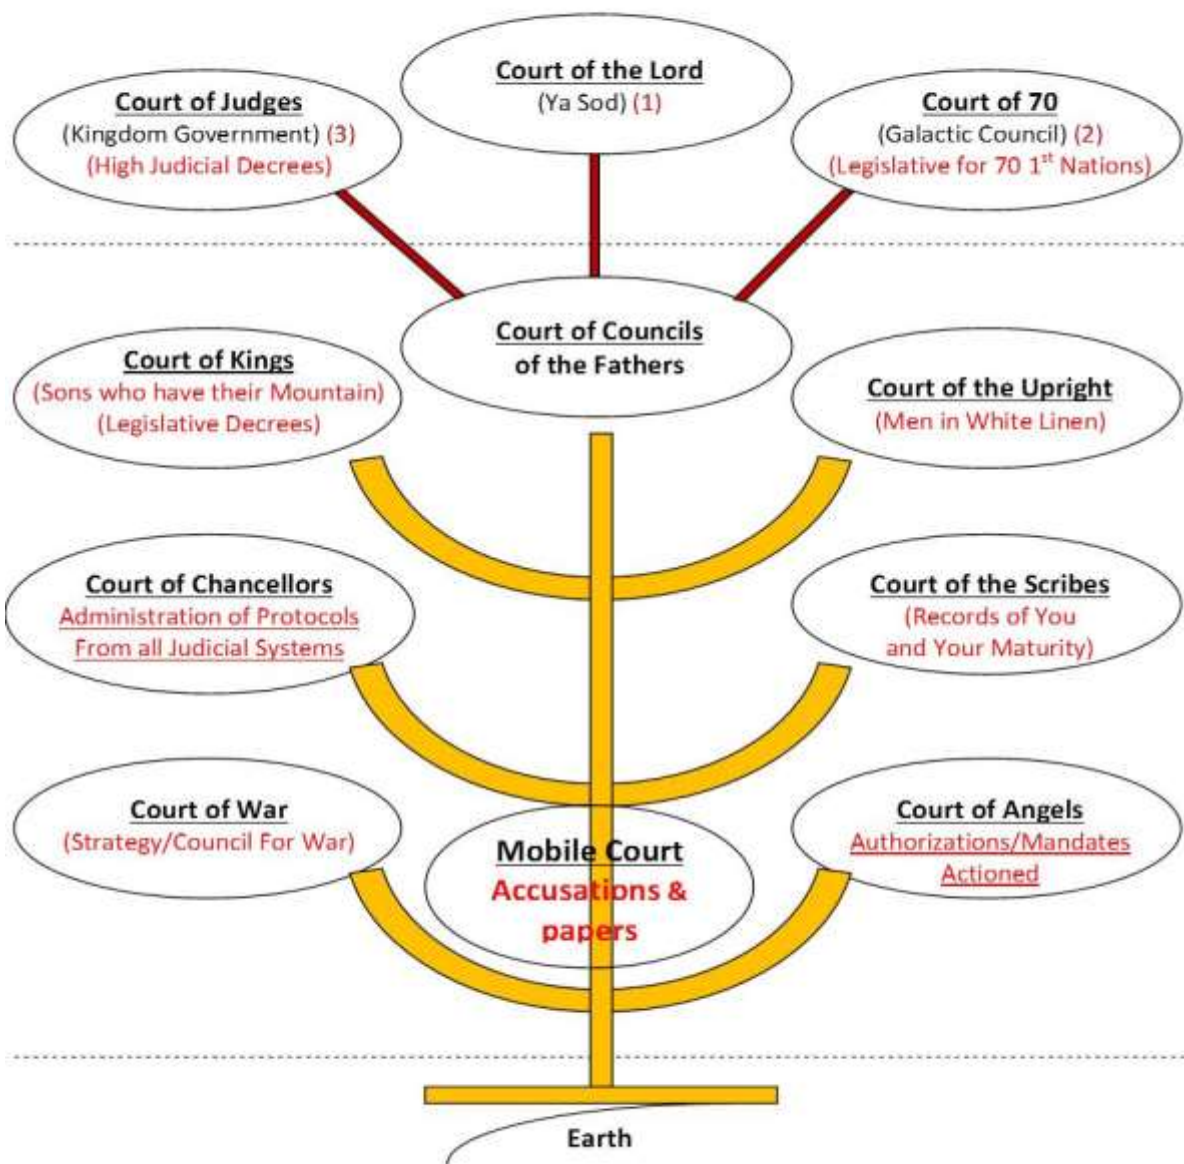 Court of the Lord
(Ya Sod) (1)
Court of Judges
(Kingdom Government) (3)
(High Judicial Decrees)
Court of 70
(Galactic Council) (2)
(Legislative for 70 1st Nations)
Court of Councils
of the Fathers
Court of Kings
(Sons who have their Mountain)
(Legislative Decrees)
Court of the Upright
(Men in White Linen)
Court of Chancellors
Administration of Protocols
From all Judicial Systems
Court of the Scribes
(Records of You
and Your Maturity)
Court of War
(Strategy/Council For War)
Mobile Court
Accusations &
papers
Court of Angels
Authorizations/Mandates
Actioned
Earth